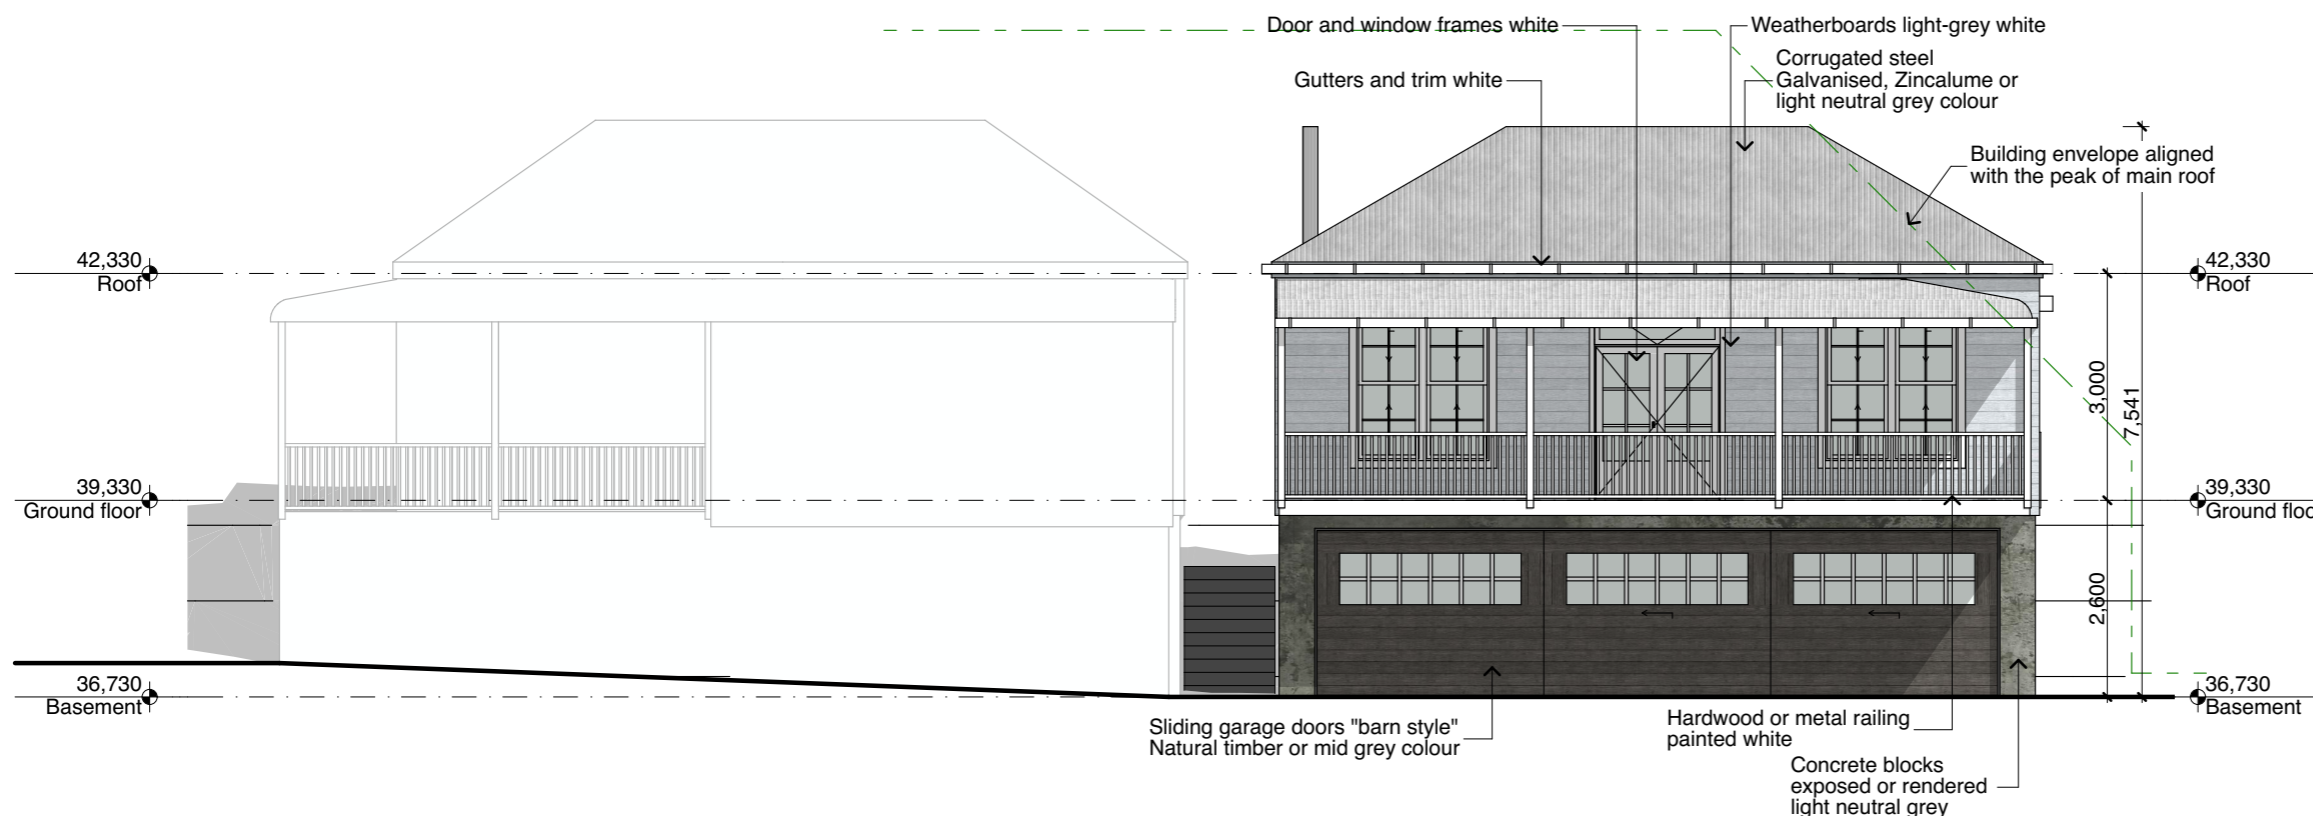 Door and window frames white
Weatherboards light-grey white
Gutters and trim white
Corrugated steel
Galvanised, Zincalume or
light neutral grey colour
Building envelope aligned
with the peak of main roof
42,330
Roof
42,330
Roof
3,000
7,541
39,330
Ground floor
39,330
Ground floo
2,600
36,730
Basement
36,730
Basement
Sliding garage doors "barn style"
Natural timber or mid grey colour
Hardwood or metal railing
painted white
Concrete blocks
exposed or rendered
light neutral grey